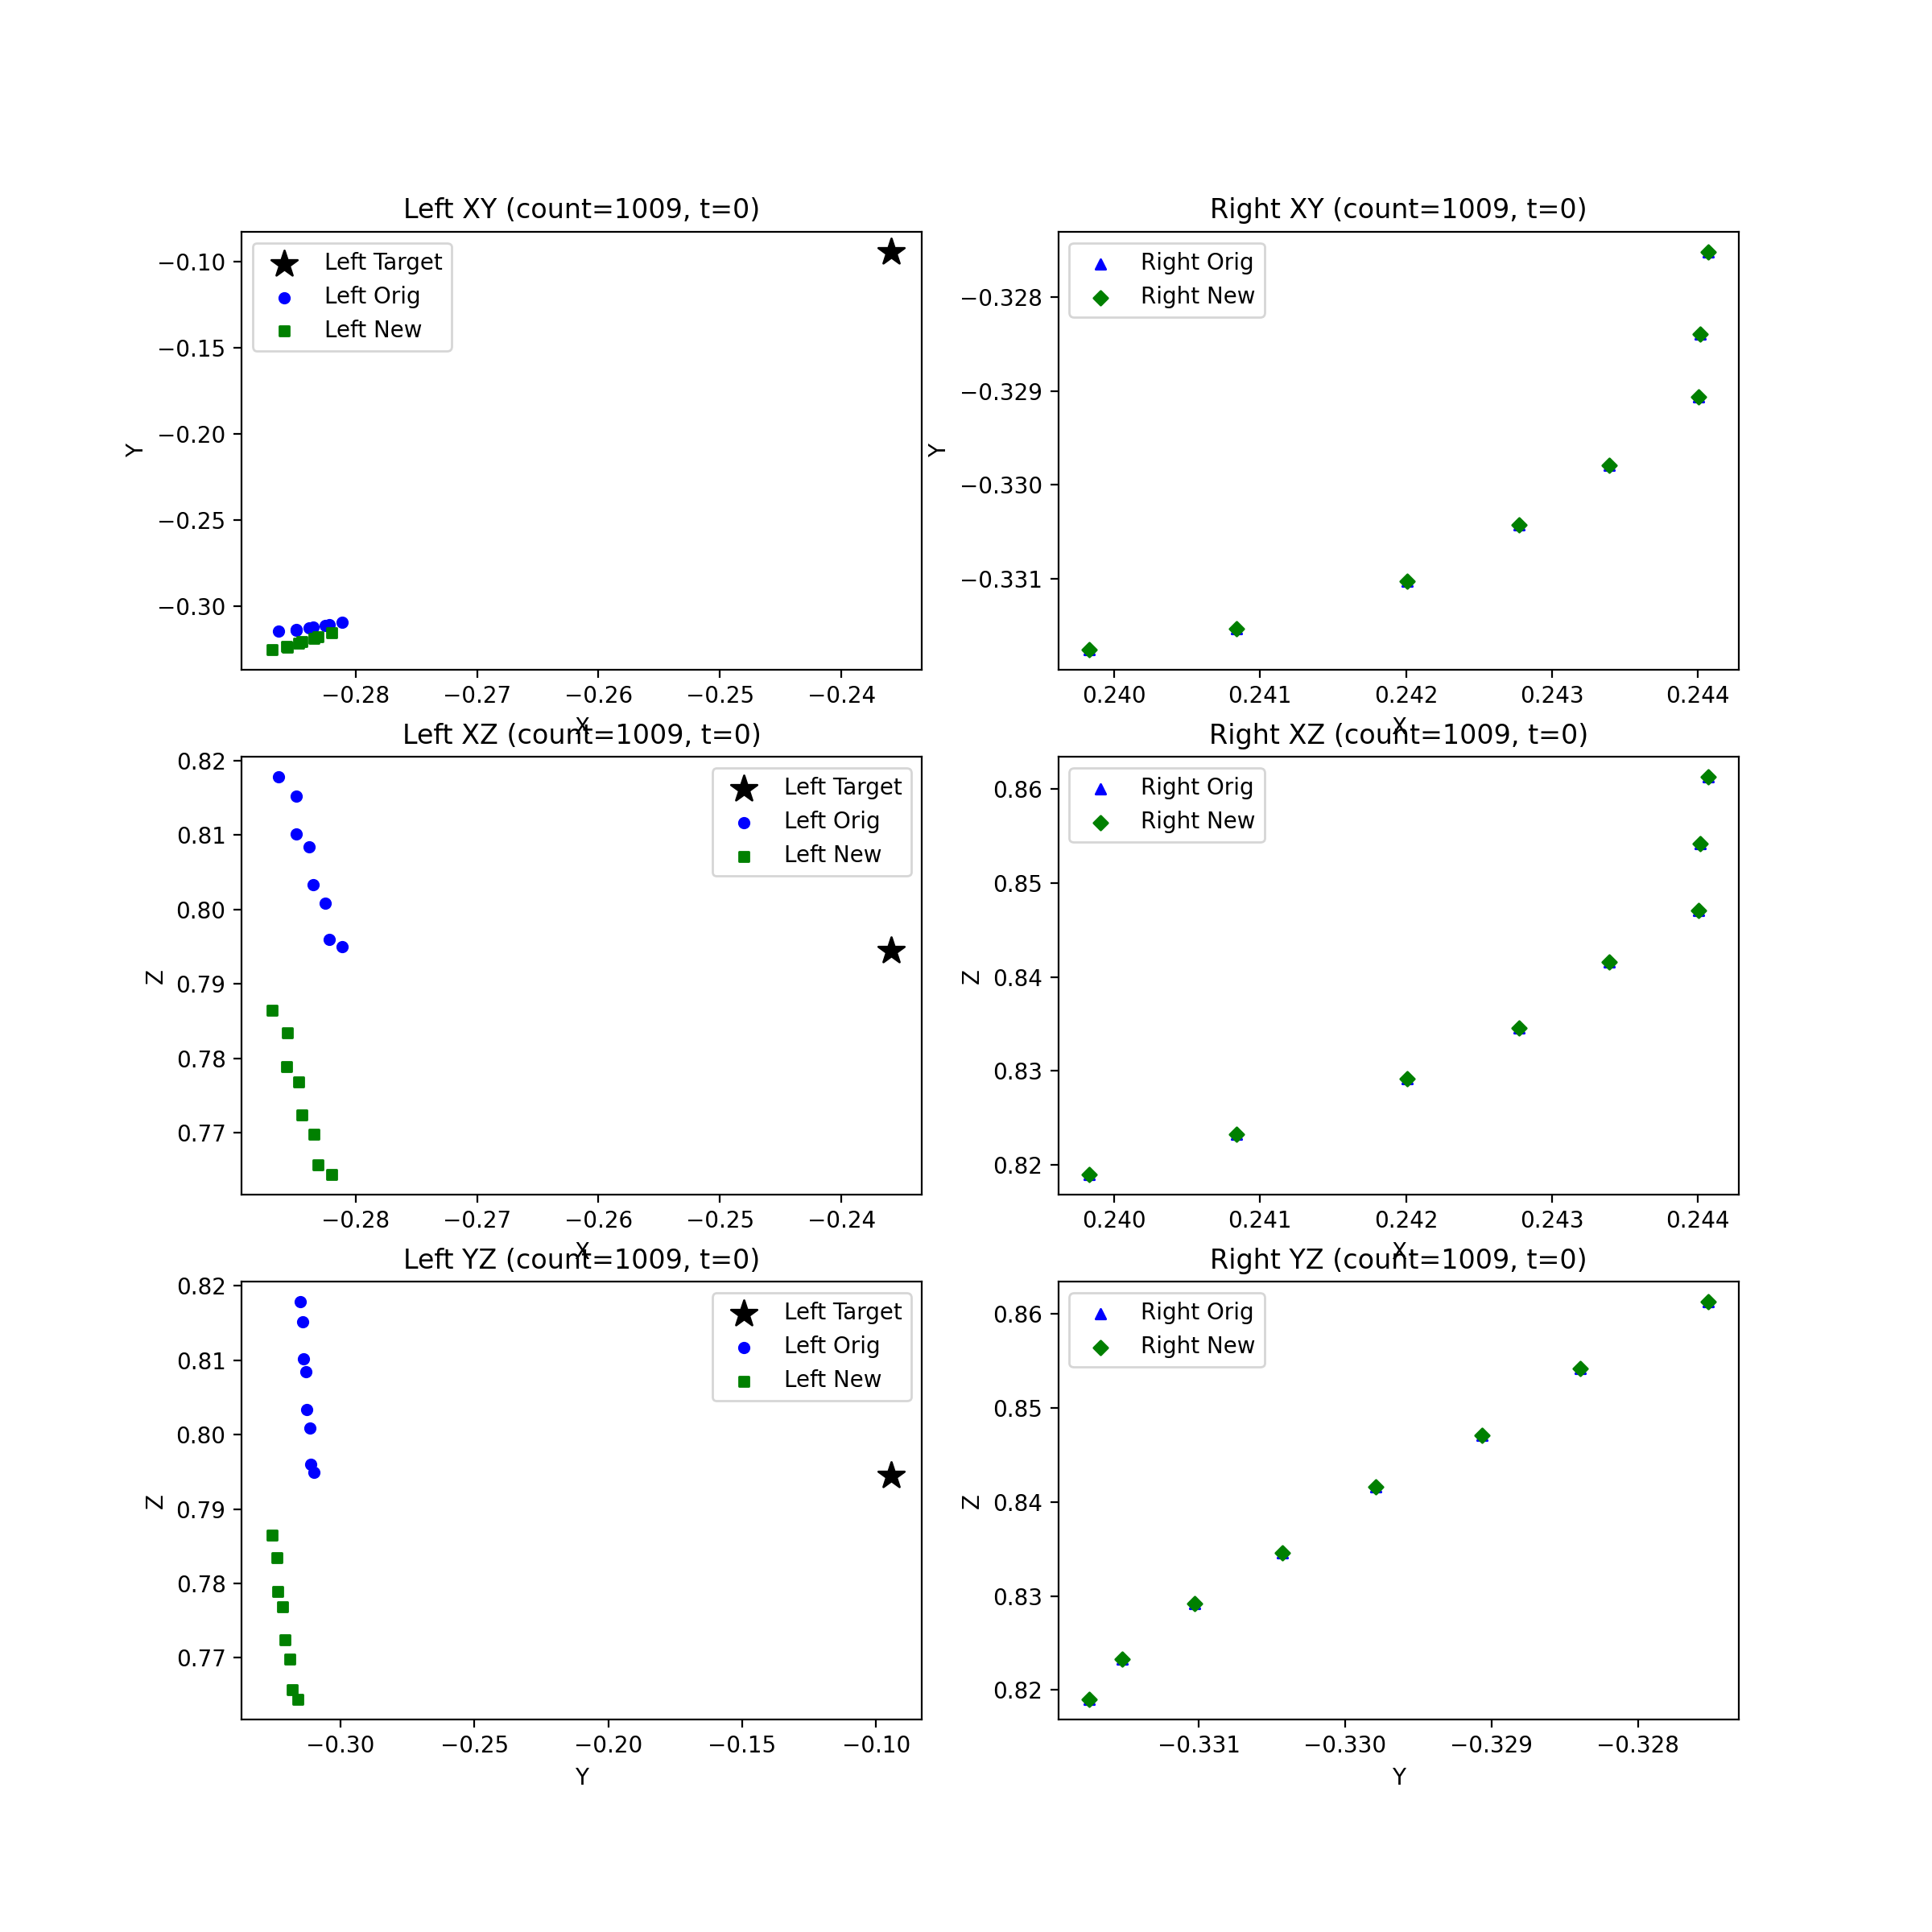 Left XY (count=1009, t=0)
Left Target
Left Orig
Left New
−0.10
−0.15
−0.20
−0.25
−0.30
Y
−0.28
−0.27
−0.26
−0.25
−0.24
X
Right XY (count=1009, t=0)
Right Orig
Right New
−0.328
−0.329
−0.330
−0.331
Y
0.240
0.241
0.242
0.243
0.244
X
Left XZ (count=1009, t=0)
Left Target
Left Orig
Left New
0.82
0.81
0.80
0.79
0.78
0.77
Z
−0.28
−0.27
−0.26
−0.25
−0.24
X
Right XZ (count=1009, t=0)
Right Orig
Right New
0.86
0.85
0.84
0.83
0.82
Z
0.240
0.241
0.242
0.243
0.244
X
Left YZ (count=1009, t=0)
Left Target
Left Orig
Left New
0.82
0.81
0.80
0.79
0.78
0.77
Z
−0.30
−0.25
−0.20
−0.15
−0.10
Y
Right YZ (count=1009, t=0)
Right Orig
Right New
0.86
0.85
0.84
0.83
0.82
Z
−0.331
−0.330
−0.329
−0.328
Y